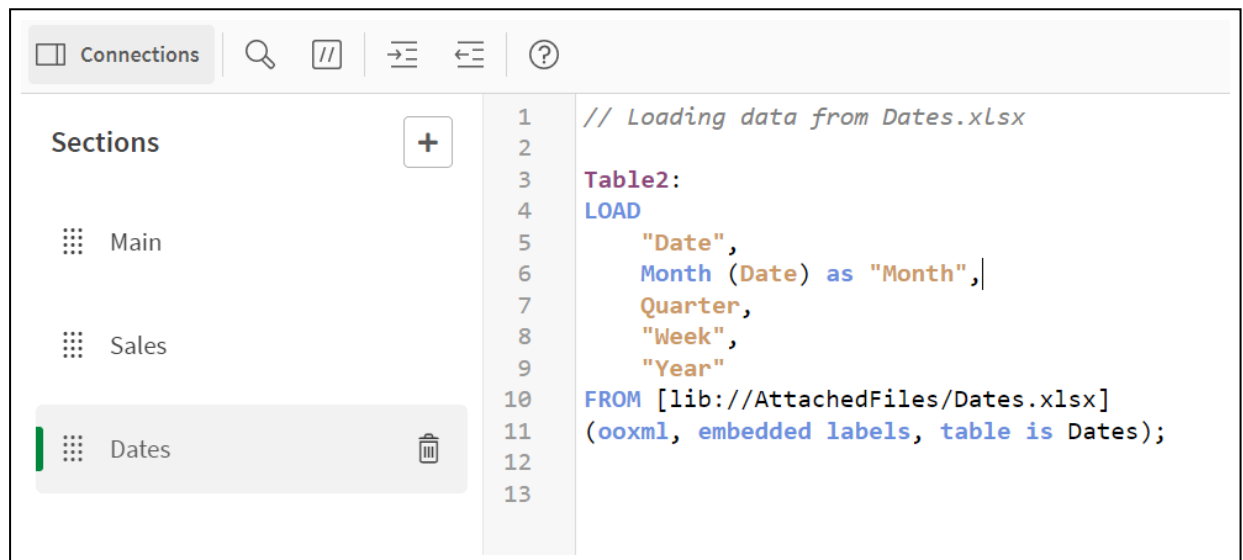 Connections
Sections
Main
Sales
Dates
1 // Loading data from Dates.xlsx
2
3 Table2:
4 LOAD
5 "Date",
6 Month (Date) as "Month",
7 Quarter,
8 "Week",
9 "Year"
10 FROM [lib://AttachedFiles/Dates.xlsx]
11 (ooxml, embedded labels, table is Dates);
12
13